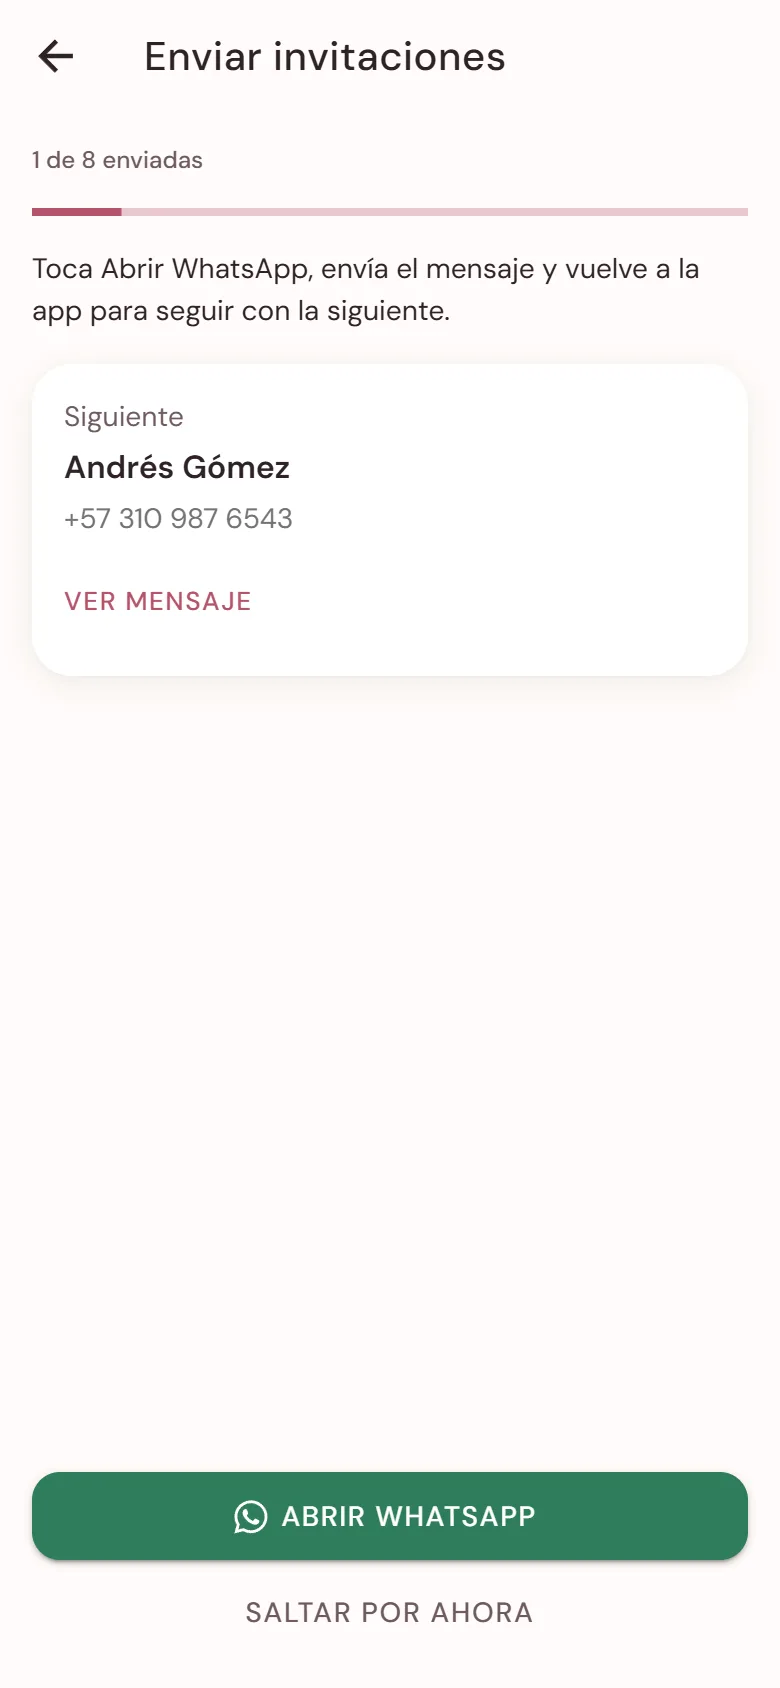 Enviar invitaciones
1 de 8 enviadas
Toca Abrir WhatsApp, envía el mensaje y vuelve a la
app para seguir con la siguiente.
Siguiente
Andrés Gómez
+57 310 987 6543
VER MENSAJE
ABRIR WHATSAPP
SALTAR POR AHORA